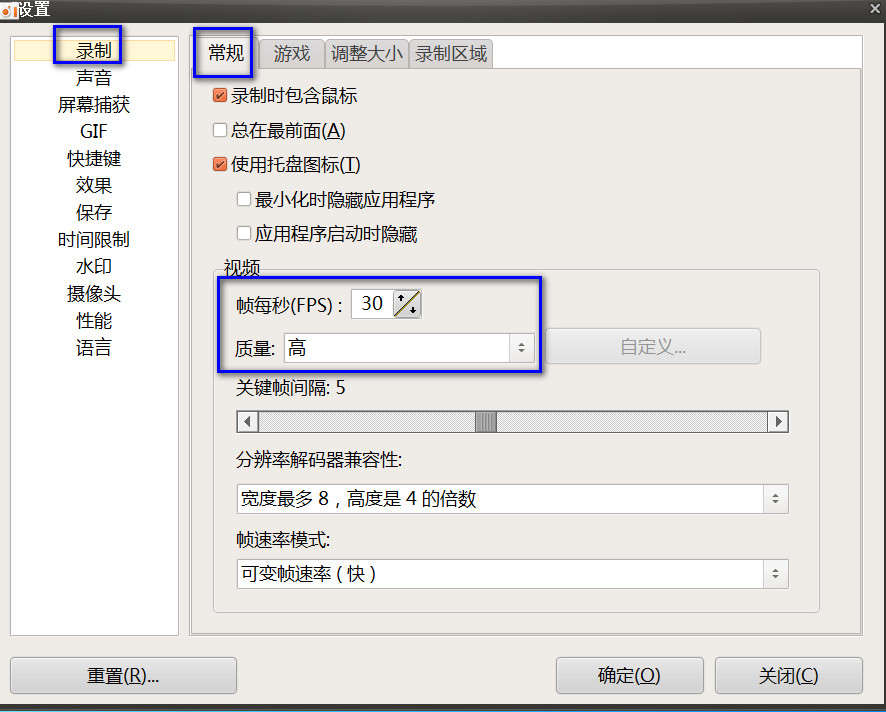 设置
录制
声音
屏幕捕获
GIF
快捷键
效果
保存
时间限制
水印
摄像头
性能
语言
常规 游戏 调整大小 录制区域
录制时包含鼠标
总在最前面(A)
使用托盘图标(T)
最小化时隐藏应用程序
应用程序启动时隐藏
视频
帧每秒(FPS) : 30
质量: 高 自定义...
关键帧间隔: 5
分辨率解码器兼容性:
宽度最多 8 , 高度是 4 的倍数
帧速率模式:
可变帧速率 ( 快 )
重置(R)... 确定(O) 关闭(C)